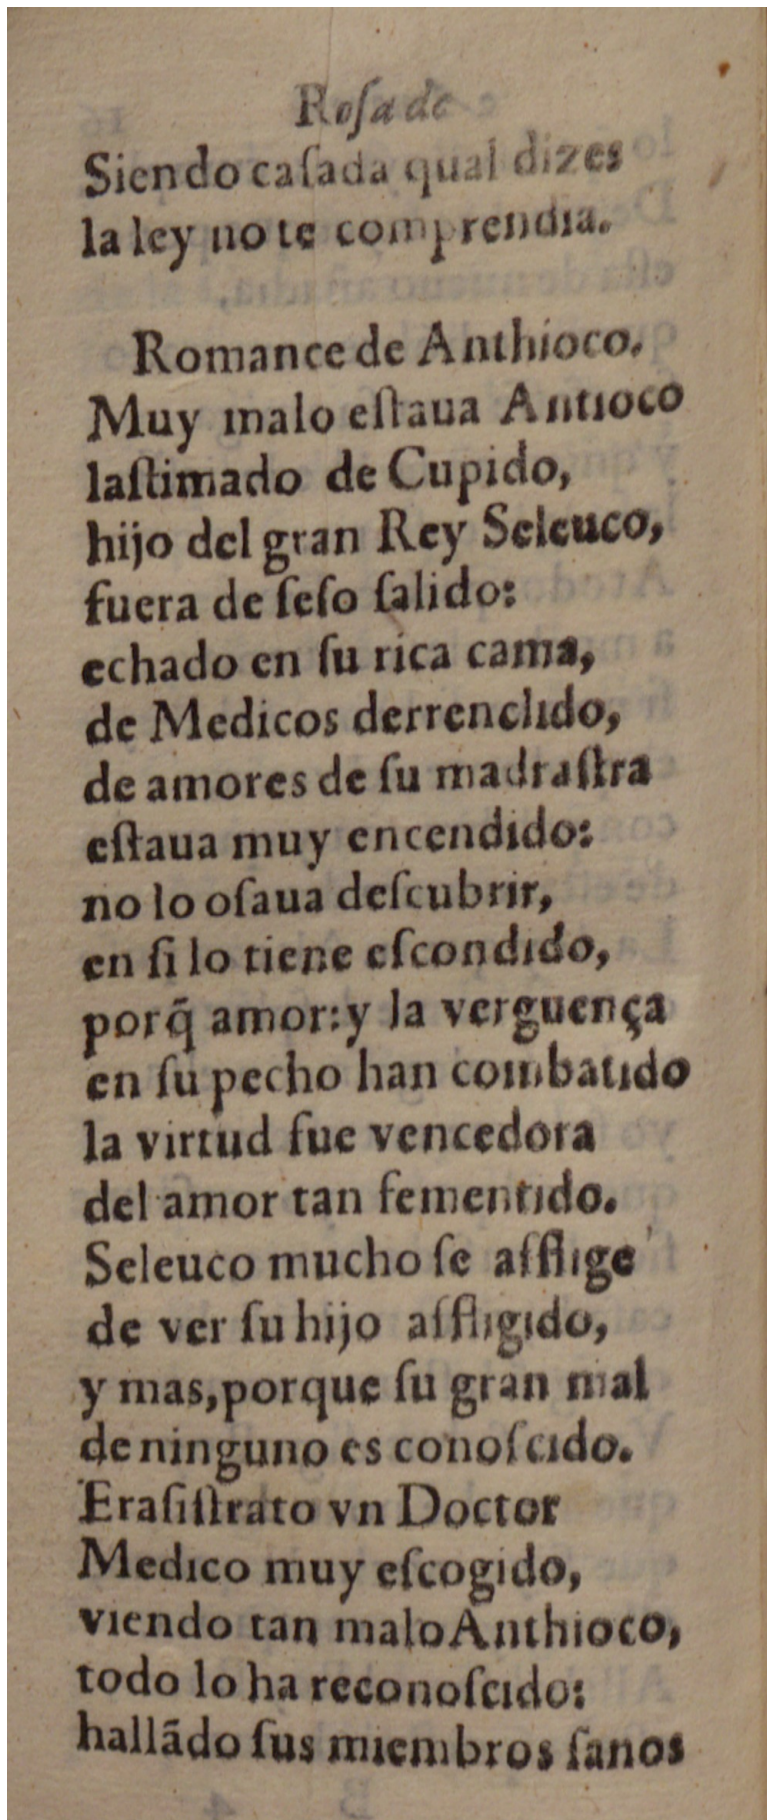 Roſa de
Siendo caſada qual dizes
la ley no te comprendia.
Romance de Anthioco.
Muy malo eſtaua Antioco
laſtimado de Cupido,
hijo del gran Rey Seleuco,
fuera de ſeſo ſalido:
echado en ſu rica cama,
de Medicos derrenclido,
de amores de ſu madraſtra
eſtaua muy encendido:
no lo oſaua deſcubrir,
en ſi lo tiene eſcondido,
porq̃ amor:y la verguença
en ſu pecho han combatido
la virtud fue vencedora
del amor tan fementido.
Seleuco mucho ſe aſflige
de ver ſu hijo aſfligido,
y mas,porque ſu gran mal
de ninguno es conoſcido.
Eraſiſtrato vn Doctor
Medico muy eſcogido,
viendo tan malo Anthioco,
todo lo ha reconoſcido:
hallãdo ſus miembros ſanos